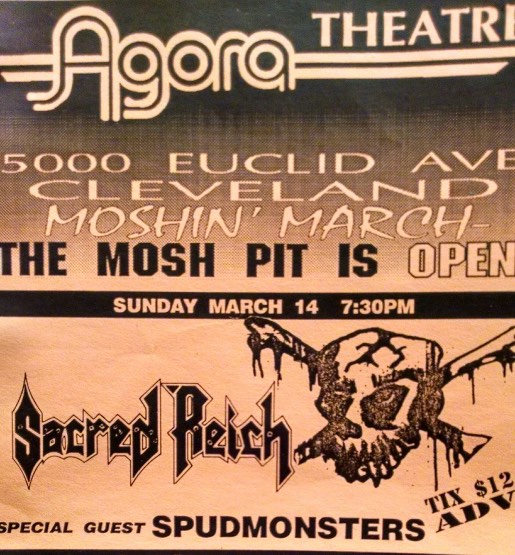 Agora THEATRE
5000 EUCLID AVE
CLEVELAND
MOSHIN' MARCH-
THE MOSH PIT IS OPEN
SUNDAY MARCH 14 7:30PM
Sacred Reich
TIX $12
ADV
SPECIAL GUEST SPUDMONSTERS